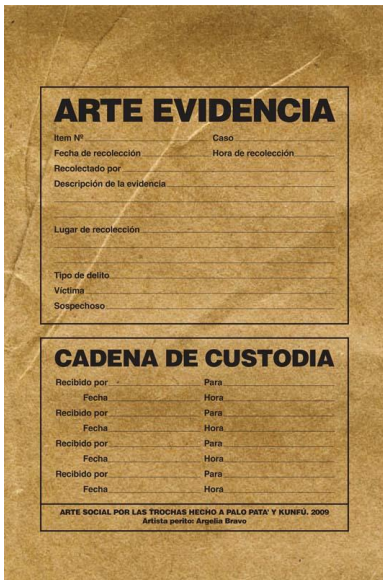 ARTE EVIDENCIA
Item Nº Caso
Fecha de recolección Hora de recolección
Recolectado por
Descripción de la evidencia
Lugar de recolección
Tipo de delito
Víctima
Sospechoso
CADENA DE CUSTODIA
Recibido por Para
Fecha Hora
Recibido por Para
Fecha Hora
Recibido por Para
Fecha Hora
Recibido por Para
Fecha Hora
ARTE SOCIAL POR LAS TROCHAS HECHO A PALO PATA' Y KUNFÚ. 2009
Artista perito: Argelia Bravo